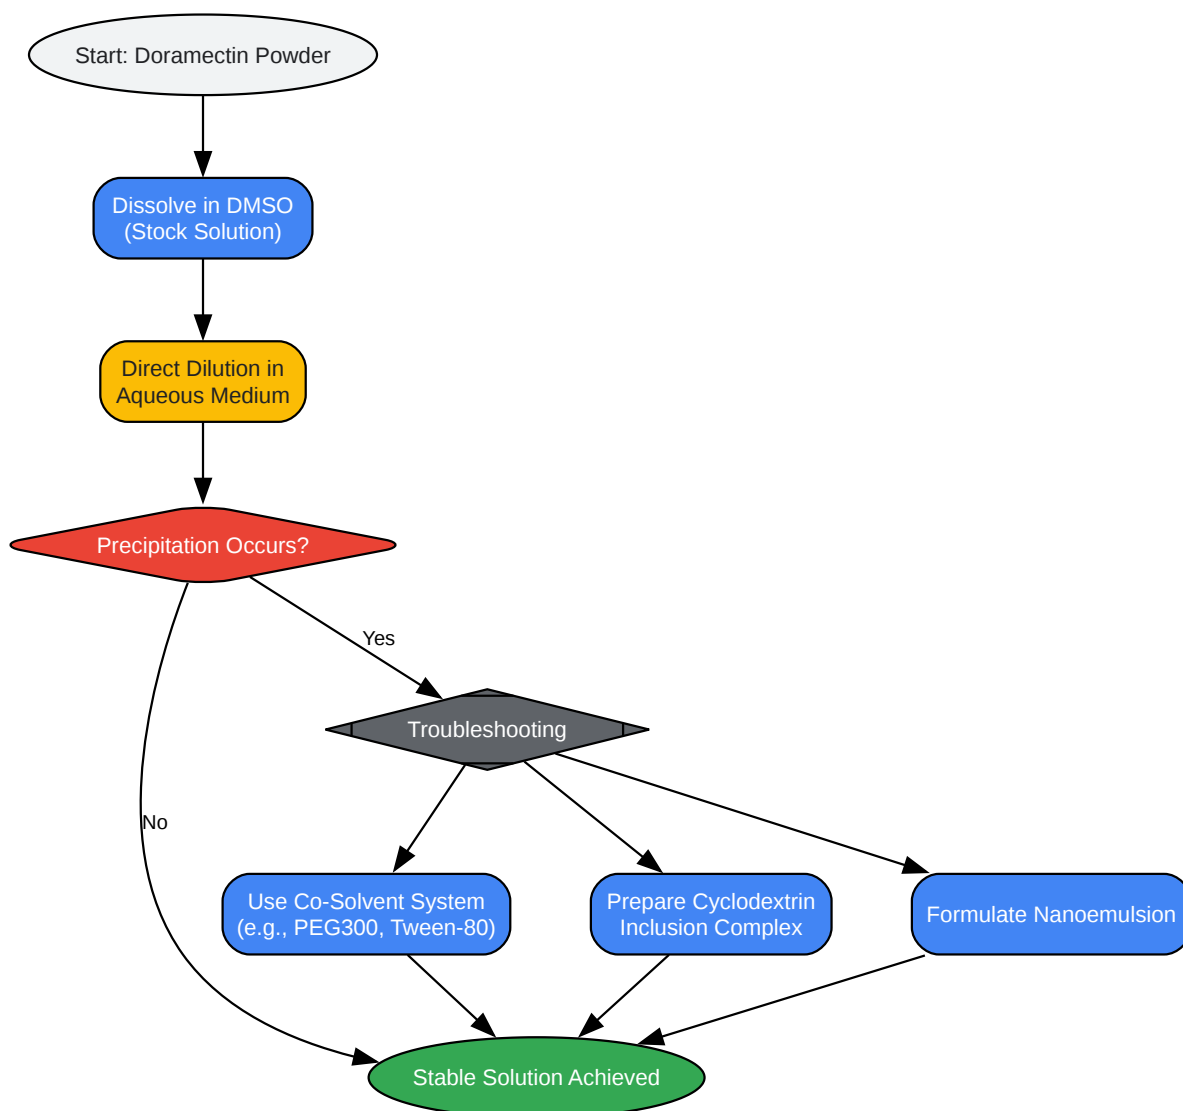 Start: Doramectin Powder
Dissolve in DMSO
(Stock Solution)
Direct Dilution in
Aqueous Medium
Precipitation Occurs?
Yes
Troubleshooting
No
Use Co-Solvent System
(e.g., PEG300, Tween-80)
Prepare Cyclodextrin
Inclusion Complex
Formulate Nanoemulsion
Stable Solution Achieved